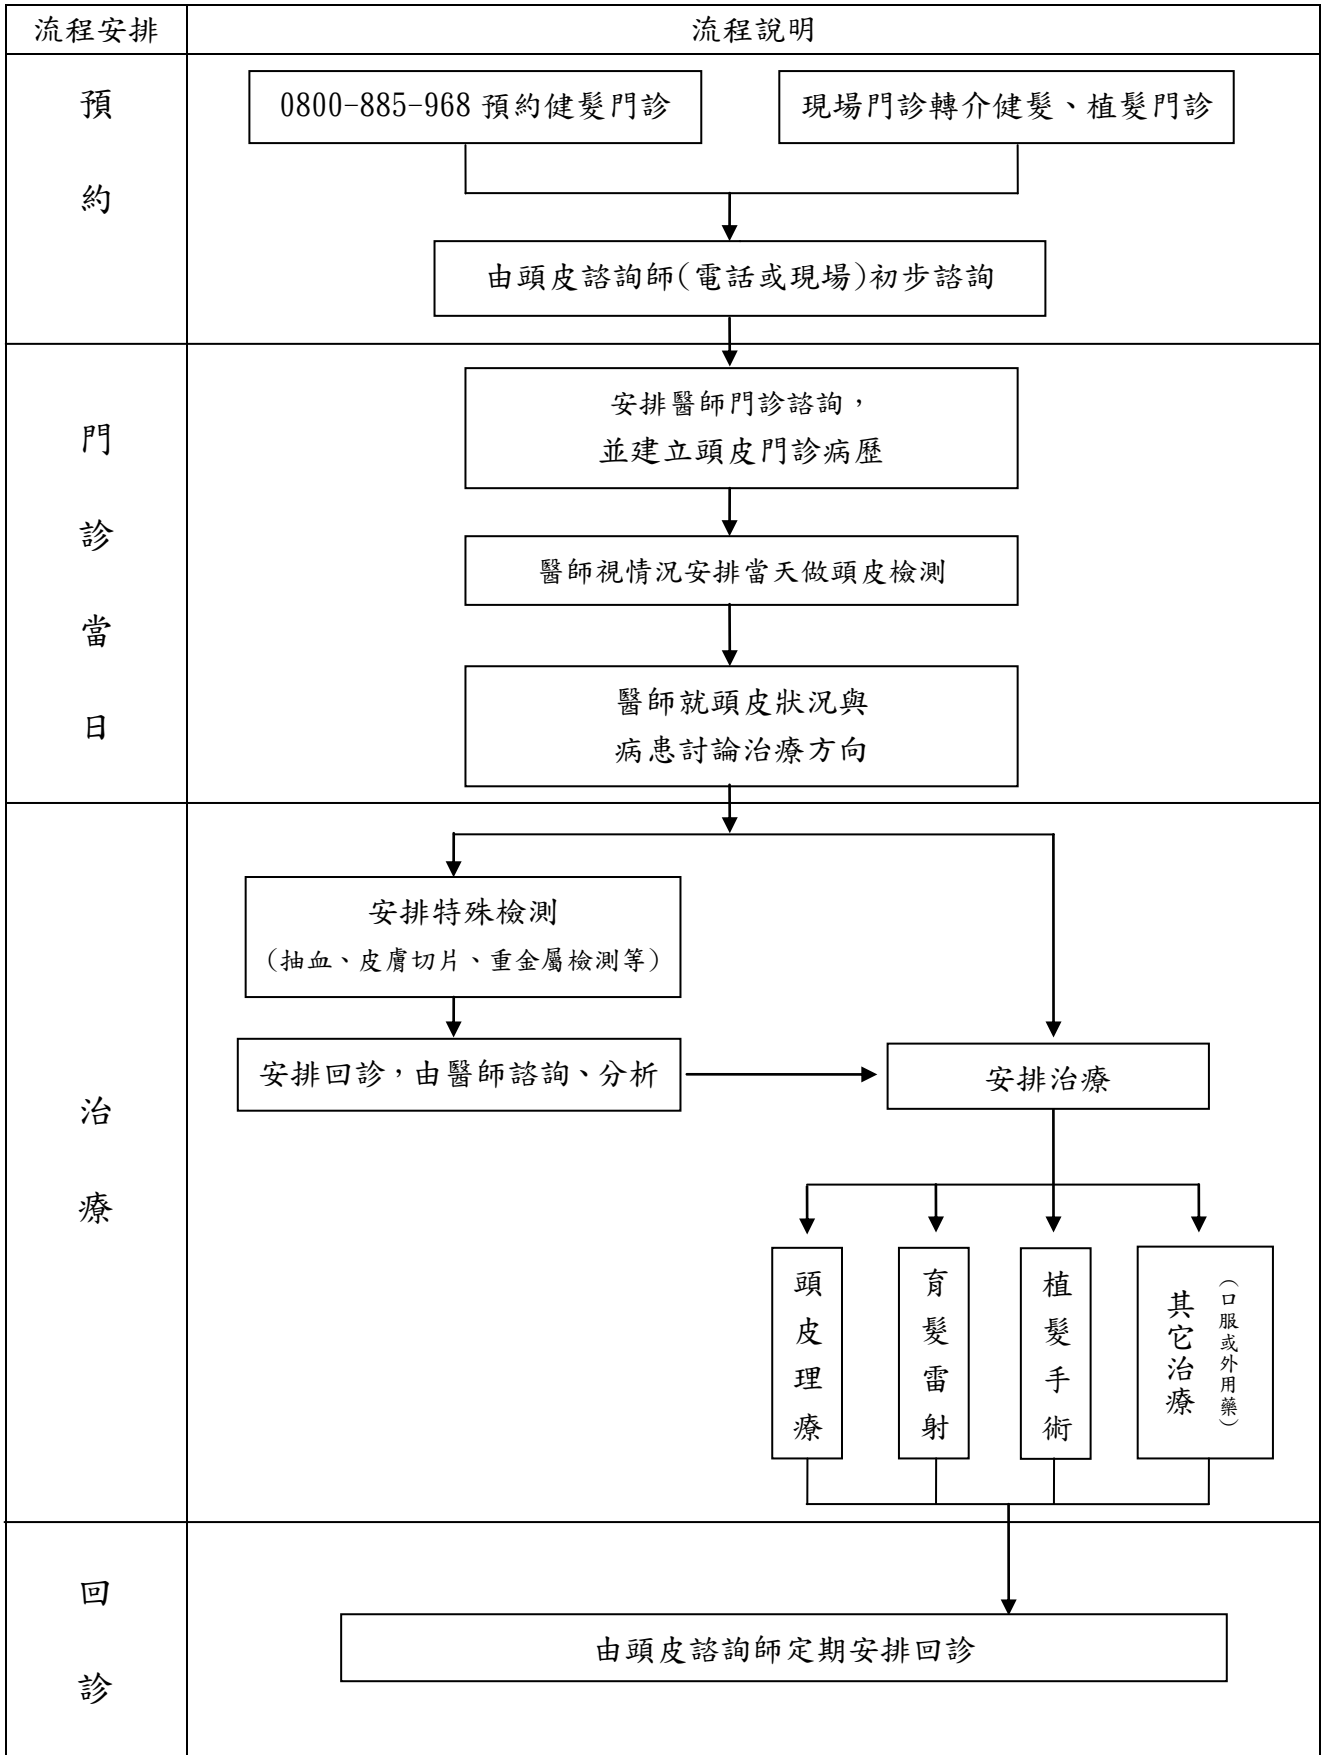 流程安排
流程說明
預約
0800-885-968 預約健髮門診
現場門診轉介健髮、植髮門診
由頭皮諮詢師(電話或現場)初步諮詢
門診當日
安排醫師門診諮詢，
並建立頭皮門診病歷
醫師視情況安排當天做頭皮檢測
醫師就頭皮狀況與
病患討論治療方向
治療
安排特殊檢測
(抽血、皮膚切片、重金屬檢測等)
安排回診，由醫師諮詢、分析
安排治療
頭皮理療
育髮雷射
植髮手術
其它治療
(口服或外用藥)
回診
由頭皮諮詢師定期安排回診